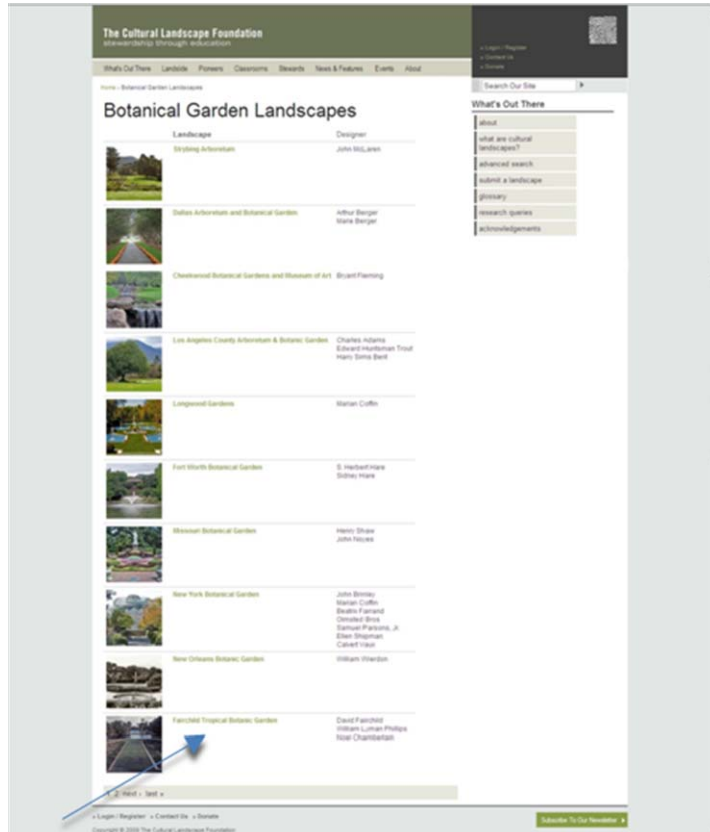 The Cultural Landscape Foundation
stewardship through education
» Login / Register
» Contact Us
» Donate
What's Out There Landslide Pioneers Classrooms Stewards News & Features Events About
Search Our Site
Home » Botanical Garden Landscapes
Botanical Garden Landscapes
Landscape Designer
Strybing Arboretum John McLaren
Dallas Arboretum and Botanical Garden Arthur Berger
Marie Berger
Cheekwood Botanical Gardens and Museum of Art Bryant Fleming
Los Angeles County Arboretum & Botanic Garden Charles Adams
Edward Huntsman Trout
Harry Sims Bent
Longwood Gardens Marian Coffin
Fort Worth Botanical Garden S. Herbert Hare
Sidney Hare
Missouri Botanical Garden Henry Shaw
John Noyes
New York Botanical Garden John Brinley
Marian Coffin
Beatrix Farrand
Olmsted Bros
Samuel Parsons, Jr.
Ellen Shipman
Calvert Vaux
New Orleans Botanic Garden William Wiedorn
Fairchild Tropical Botanic Garden David Fairchild
William Lyman Phillips
Noel Chamberlain
1 2 next › last »
What's Out There
about
what are cultural
landscapes?
advanced search
submit a landscape
glossary
research queries
acknowledgements
» Login / Register » Contact Us » Donate
Subscribe To Our Newsletter
Copyright © 2009 The Cultural Landscape Foundation